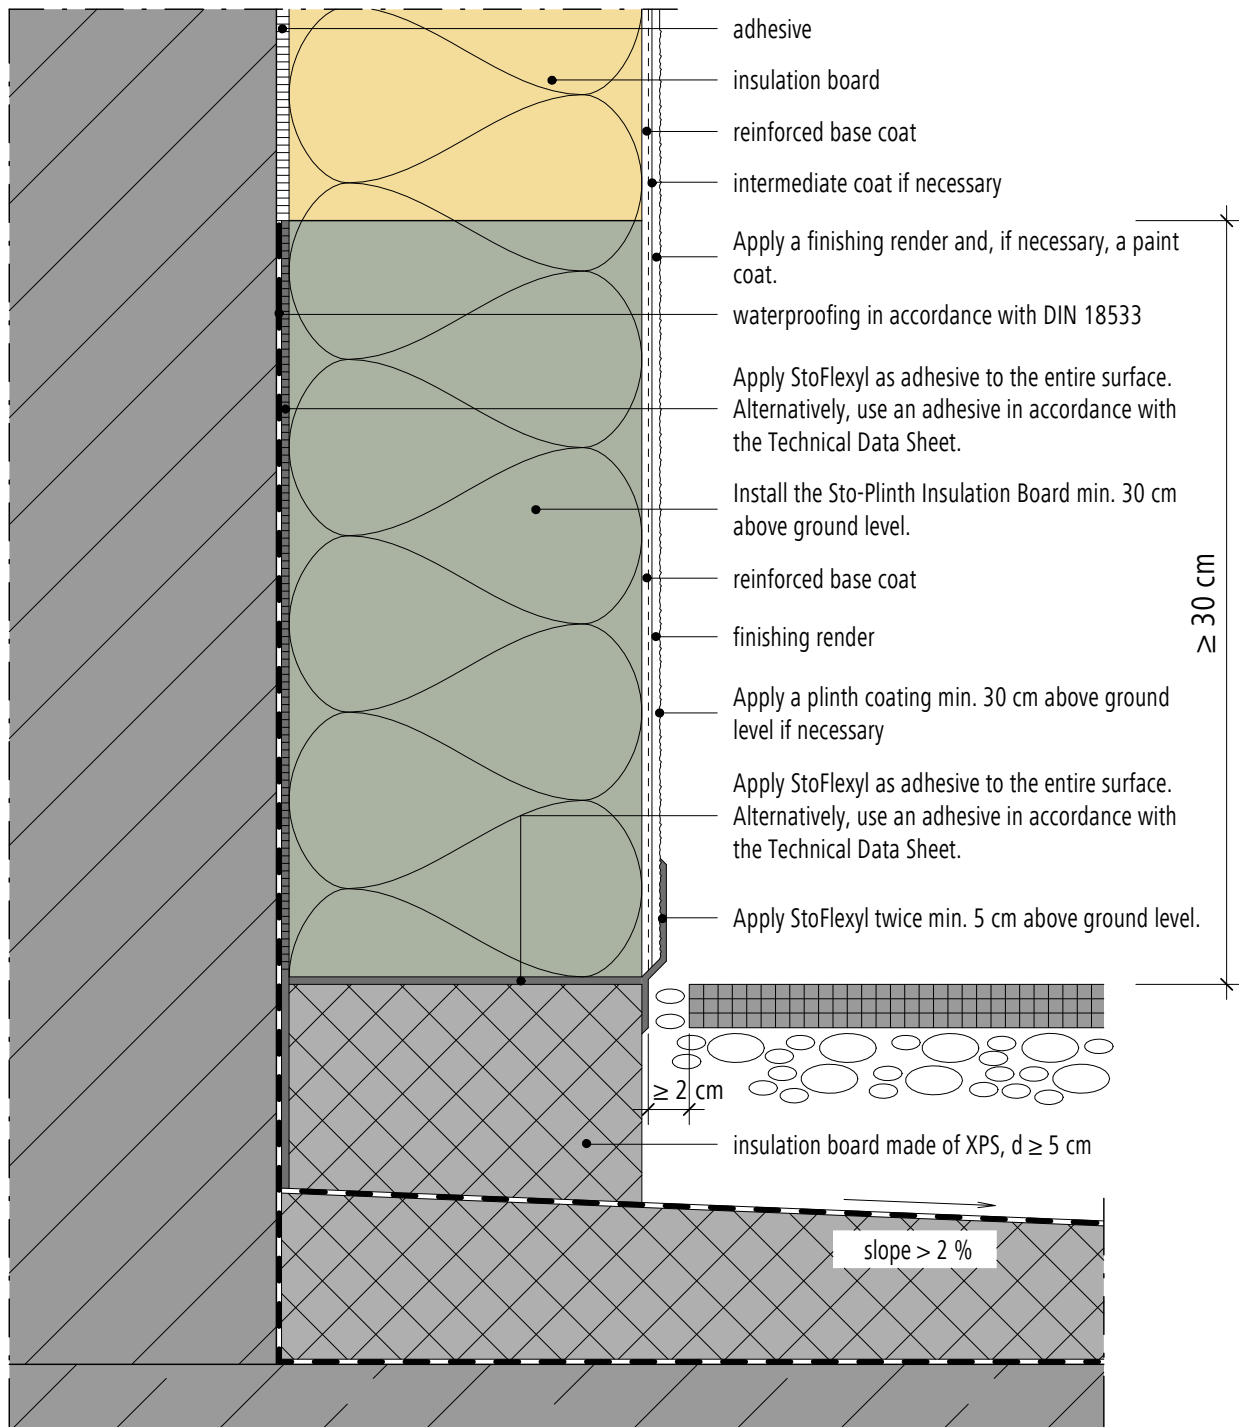 adhesive
insulation board
reinforced base coat
intermediate coat if necessary
Apply a finishing render and, if necessary, a paint
coat.
waterproofing in accordance with DIN 18533
Apply StoFlexyl as adhesive to the entire surface.
Alternatively, use an adhesive in accordance with
the Technical Data Sheet.
Install the Sto-Plinth Insulation Board min. 30 cm
above ground level.
≥ 30 cm
reinforced base coat
finishing render
Apply a plinth coating min. 30 cm above ground
level if necessary
Apply StoFlexyl as adhesive to the entire surface.
Alternatively, use an adhesive in accordance with
the Technical Data Sheet.
Apply StoFlexyl twice min. 5 cm above ground level.
≥ 2 cm
insulation board made of XPS, d ≥ 5 cm
slope > 2 %